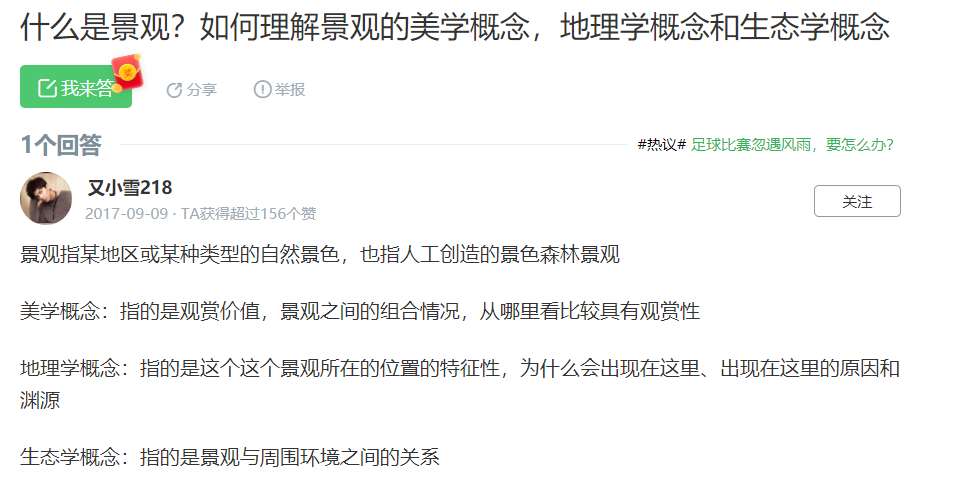 什么是景观？如何理解景观的美学概念，地理学概念和生态学概念
我来答
奖
分享
举报
1个回答
#热议# 足球比赛忽遇风雨，要怎么办?
又小雪218
2017-09-09 · TA获得超过156个赞
关注
景观指某地区或某种类型的自然景色，也指人工创造的景色森林景观
美学概念：指的是观赏价值，景观之间的组合情况，从哪里看比较具有观赏性
地理学概念：指的是这个这个景观所在的位置的特征性，为什么会出现在这里、出现在这里的原因和
渊源
生态学概念：指的是景观与周围环境之间的关系